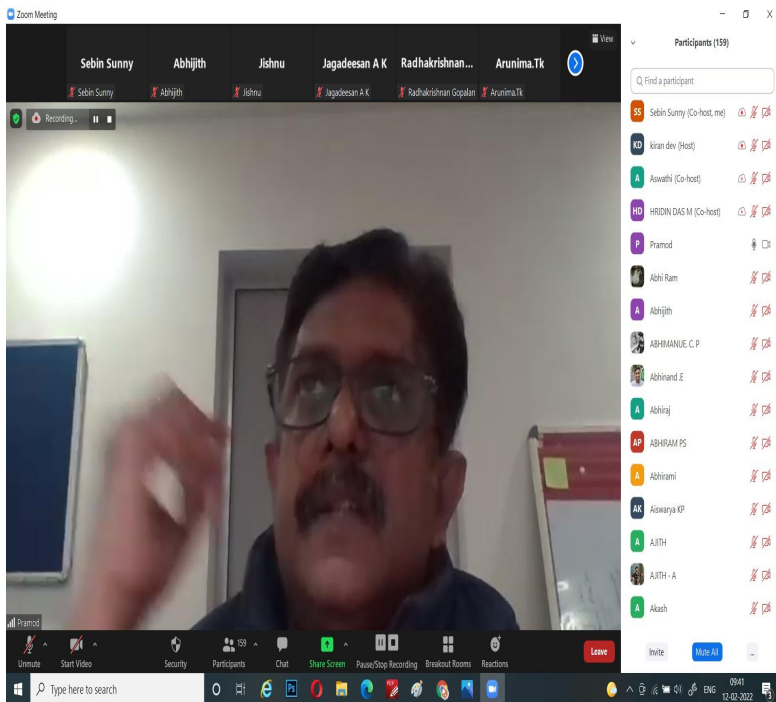 Zoom Meeting
View
Sebin Sunny
Abhijith
Jishnu
Jagadeesan A K
Radhakrishnan...
Arunima.Tk
Sebin Sunny
Abhijith
Jishnu
Jagadeesan A K
Radhakrishnan Gopalan
Arunima.Tk
Recording...
Pramod
Participants (159)
Find a participant
SS Sebin Sunny (Co-host, me)
KD kiran dev (Host)
A Aswathi (Co-host)
HD HRIDIN DAS M (Co-host)
P Pramod
Abhi Ram
A Abhijith
ABHIMANUE. C. P
Abhinand .E
A Abhiraj
AP ABHIRAM PS
A Abhirami
AK Aiswarya KP
A AJITH
AJITH - A
A Akash
Unmute
Start Video
Security
159
Participants
Chat
Share Screen
Pause/Stop Recording
Breakout Rooms
Reactions
Leave
Invite
Mute All
...
Type here to search
Ps
ENG
09:41
12-02-2022
3